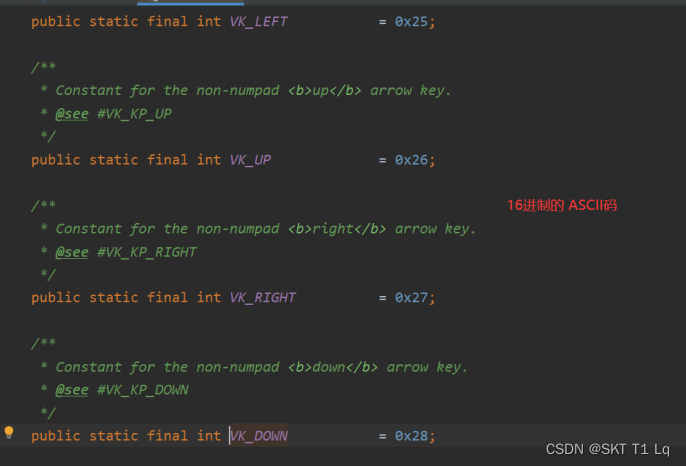 public static final int VK_LEFT = 0x25;
/**
* Constant for the non-numpad <b>up</b> arrow key.
* @see #VK_KP_UP
*/
public static final int VK_UP = 0x26;
/**
16进制的 ASCII码
* Constant for the non-numpad <b>right</b> arrow key.
* @see #VK_KP_RIGHT
*/
public static final int VK_RIGHT = 0x27;
/**
* Constant for the non-numpad <b>down</b> arrow key.
* @see #VK_KP_DOWN
*/
public static final int VK_DOWN = 0x28;
CSDN @SKT T1 Lq